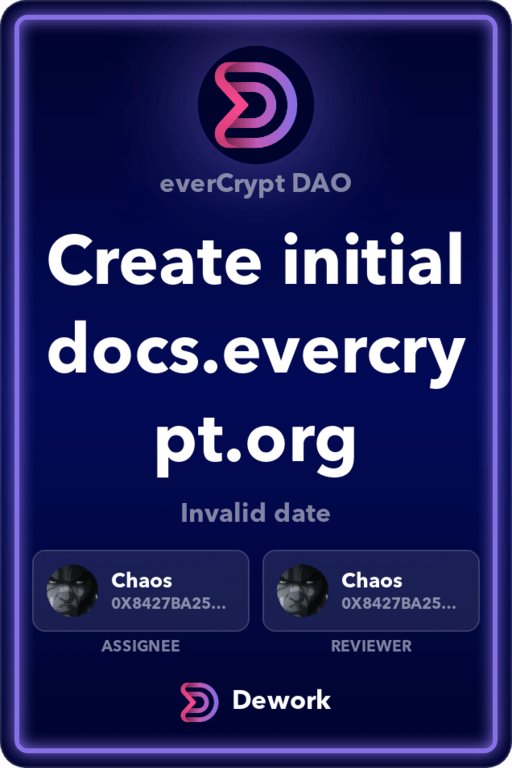 everCrypt DAO
Create initial
docs.evercry
pt.org
Invalid date
Chaos
0X8427BA25...
Chaos
0X8427BA25...
ASSIGNEE
REVIEWER
Dework